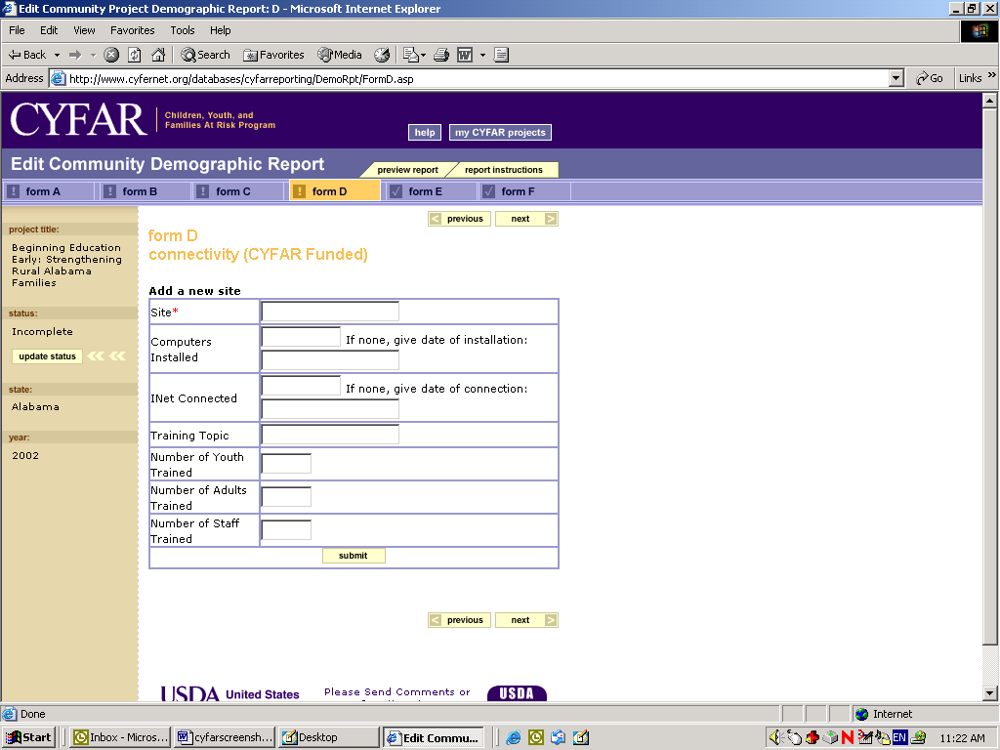 Edit Community Project Demographic Report: D - Microsoft Internet Explorer
File Edit View Favorites Tools Help
Back Search Favorites Media
Address http://www.cyfernet.org/databases/cyfarreporting/DemoRpt/FormD.asp Go Links »
CYFAR
Children, Youth, and
Families At Risk Program
help my CYFAR projects
Edit Community Demographic Report
preview report report instructions
! form A ! form B ! form C ! form D form E form F
previous next
project title:
Beginning Education
Early: Strengthening
Rural Alabama
Families
status:
Incomplete
update status
state:
Alabama
year:
2002
form D
connectivity (CYFAR Funded)
Add a new site
Site*
Computers
Installed
If none, give date of installation:
INet Connected
If none, give date of connection:
Training Topic
Number of Youth
Trained
Number of Adults
Trained
Number of Staff
Trained
submit
previous next
USDA United States
Please Send Comments or
USDA
Done Internet
Start Inbox - Micros... cyfarscreensh... Desktop Edit Commu... EN 11:22 AM